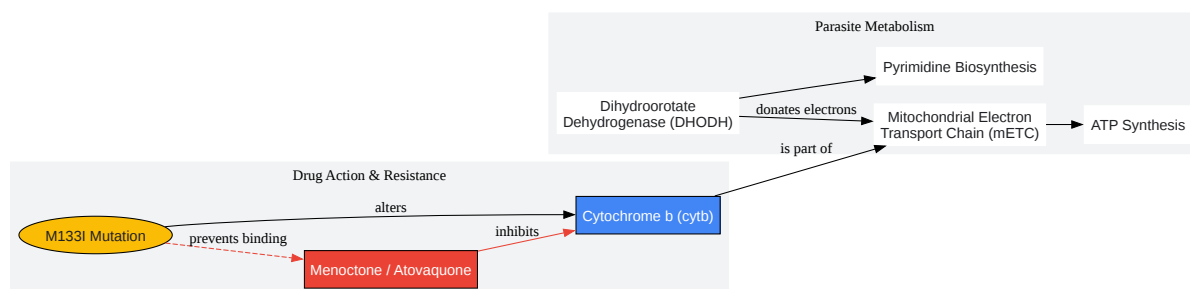 Parasite Metabolism
Pyrimidine Biosynthesis
Dihydroorotate
Dehydrogenase (DHODH)
donates electrons
Mitochondrial Electron
Transport Chain (mETC)
ATP Synthesis
is part of
Drug Action & Resistance
alters
Cytochrome b (cytb)
M133I Mutation
prevents binding
inhibits
Menoctone / Atovaquone